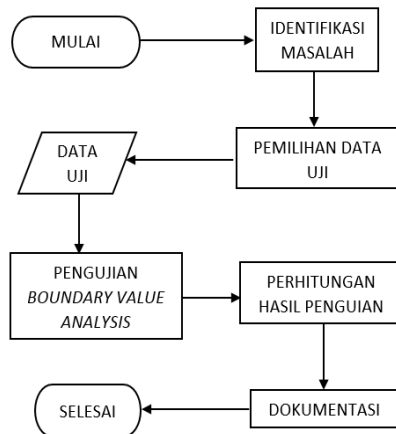 MULAI
IDENTIFIKASI
MASALAH
PEMILIHAN DATA
UJI
DATA
UJI
PENGUJIAN
BOUNDARY VALUE
ANALYSIS
PERHITUNGAN
HASIL PENGUIAN
DOKUMENTASI
SELESAI